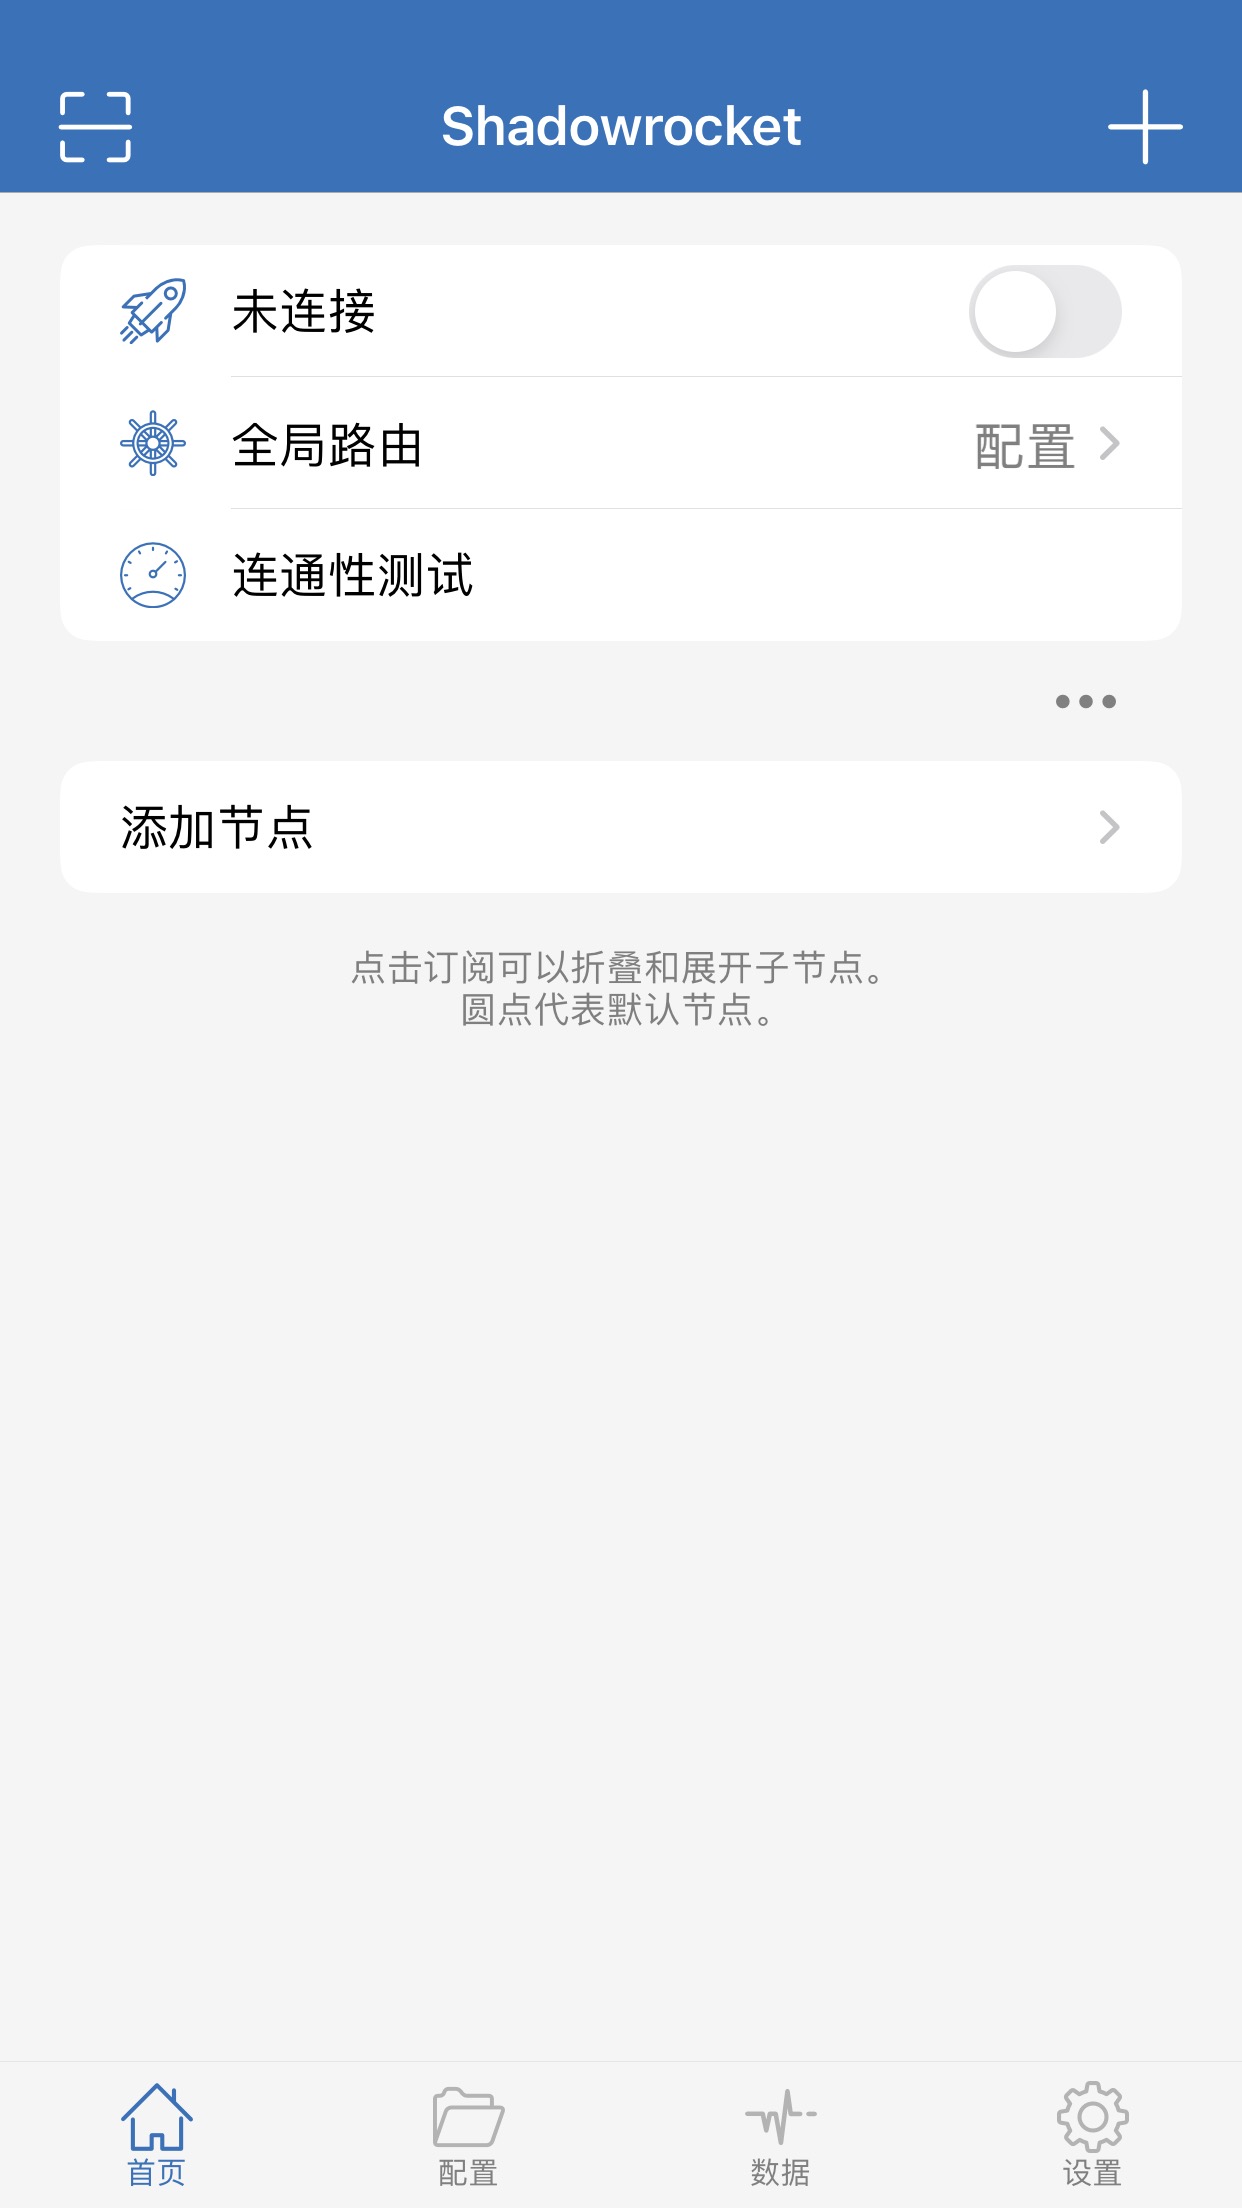 Shadowrocket
未连接
全局路由 配置
连通性测试
添加节点
点击订阅可以折叠和展开子节点。
圆点代表默认节点。
首页 配置 数据 设置